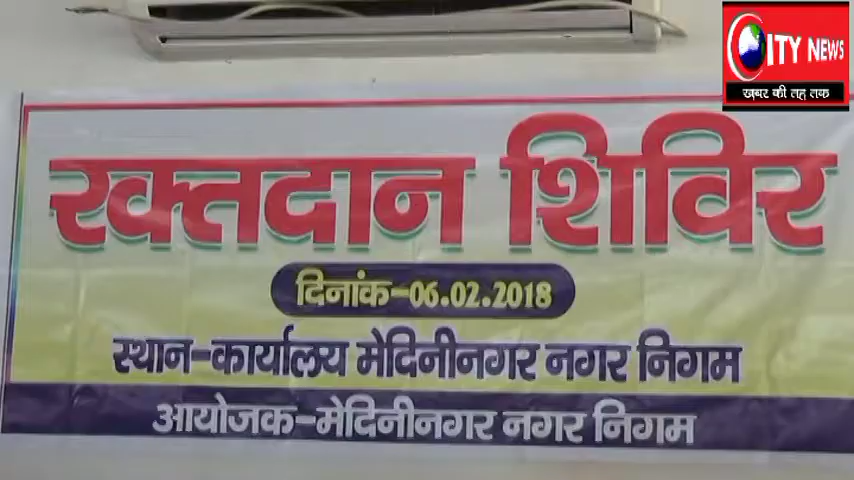 CITY NEWS
खबर की तह तक
रक्तदान शिविर
दिनांक-06.02.2018
स्थान-कार्यालय मेदिनीनगर नगर निगम
आयोजक-मेदिनीनगर नगर निगम